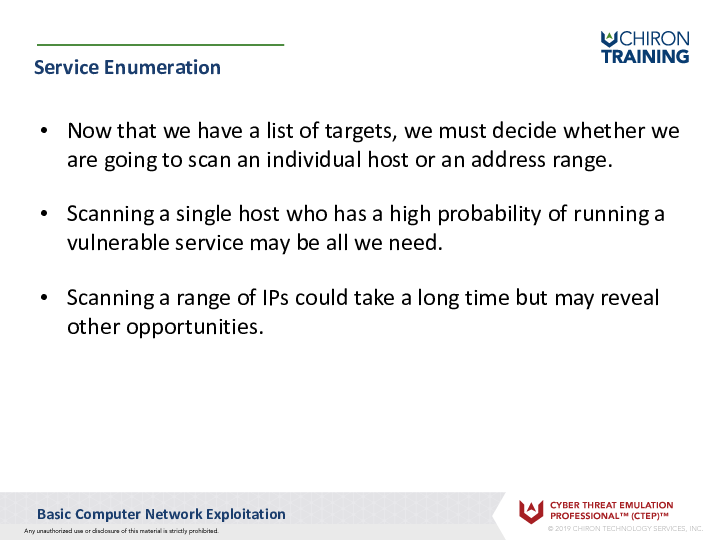 CHIRON
TRAINING
Service Enumeration
• Now that we have a list of targets, we must decide whether we
are going to scan an individual host or an address range.
• Scanning a single host who has a high probability of running a
vulnerable service may be all we need.
• Scanning a range of IPs could take a long time but may reveal
other opportunities.
Basic Computer Network Exploitation
Any unauthorized use or disclosure of this material is strictly prohibited.
CYBER THREAT EMULATION
PROFESSIONAL™ (CTEP)™
© 2019 CHIRON TECHNOLOGY SERVICES, INC.